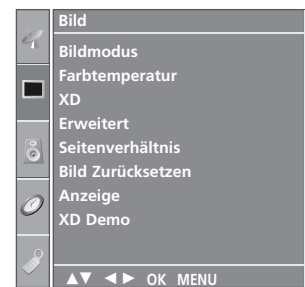 Bild
Bildmodus
Farbtemperatur
XD
Erweitert
Seitenverhältnis
Bild Zurücksetzen
Anzeige
XD Demo
▲▼ ◄► OK MENU